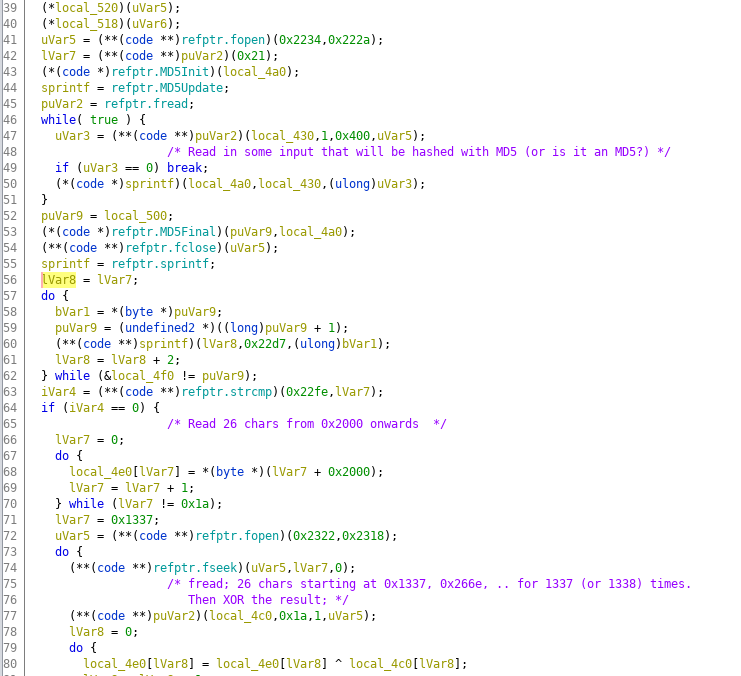 39 (*local_520)(uVar5);
40 (*local_518)(uVar6);
41 uVar5 = (**(code **)refptr.fopen)(0x2234,0x222a);
42 lVar7 = (**(code **)puVar2)(0x21);
43 (*(code *)refptr.MD5Init)(local_4a0);
44 sprintf = refptr.MD5Update;
45 puVar2 = refptr.fread;
46 while( true ) {
47 uVar3 = (**(code **)puVar2)(local_430,1,0x400,uVar5);
48 /* Read in some input that will be hashed with MD5 (or is it an MD5?) */
49 if (uVar3 == 0) break;
50 (*(code *)sprintf)(local_4a0,local_430,(ulong)uVar3);
51 }
52 puVar9 = local_500;
53 (*(code *)refptr.MD5Final)(puVar9,local_4a0);
54 (**(code **)refptr.fclose)(uVar5);
55 sprintf = refptr.sprintf;
56 lVar8 = lVar7;
57 do {
58 bVar1 = *(byte *)puVar9;
59 puVar9 = (undefined2 *)((long)puVar9 + 1);
60 (**(code **)sprintf)(lVar8,0x22d7,(ulong)bVar1);
61 lVar8 = lVar8 + 2;
62 } while (&local_4f0 != puVar9);
63 iVar4 = (**(code **)refptr.strcmp)(0x22fe,lVar7);
64 if (iVar4 == 0) {
65 /* Read 26 chars from 0x2000 onwards */
66 lVar7 = 0;
67 do {
68 local_4e0[lVar7] = *(byte *)(lVar7 + 0x2000);
69 lVar7 = lVar7 + 1;
70 } while (lVar7 != 0x1a);
71 lVar7 = 0x1337;
72 uVar5 = (**(code **)refptr.fopen)(0x2322,0x2318);
73 do {
74 (**(code **)refptr.fseek)(uVar5,lVar7,0);
75 /* fread; 26 chars starting at 0x1337, 0x266e, .. for 1337 (or 1338) times.
76 Then XOR the result; */
77 (**(code **)puVar2)(local_4c0,0x1a,1,uVar5);
78 lVar8 = 0;
79 do {
80 local_4e0[lVar8] = local_4e0[lVar8] ^ local_4c0[lVar8];